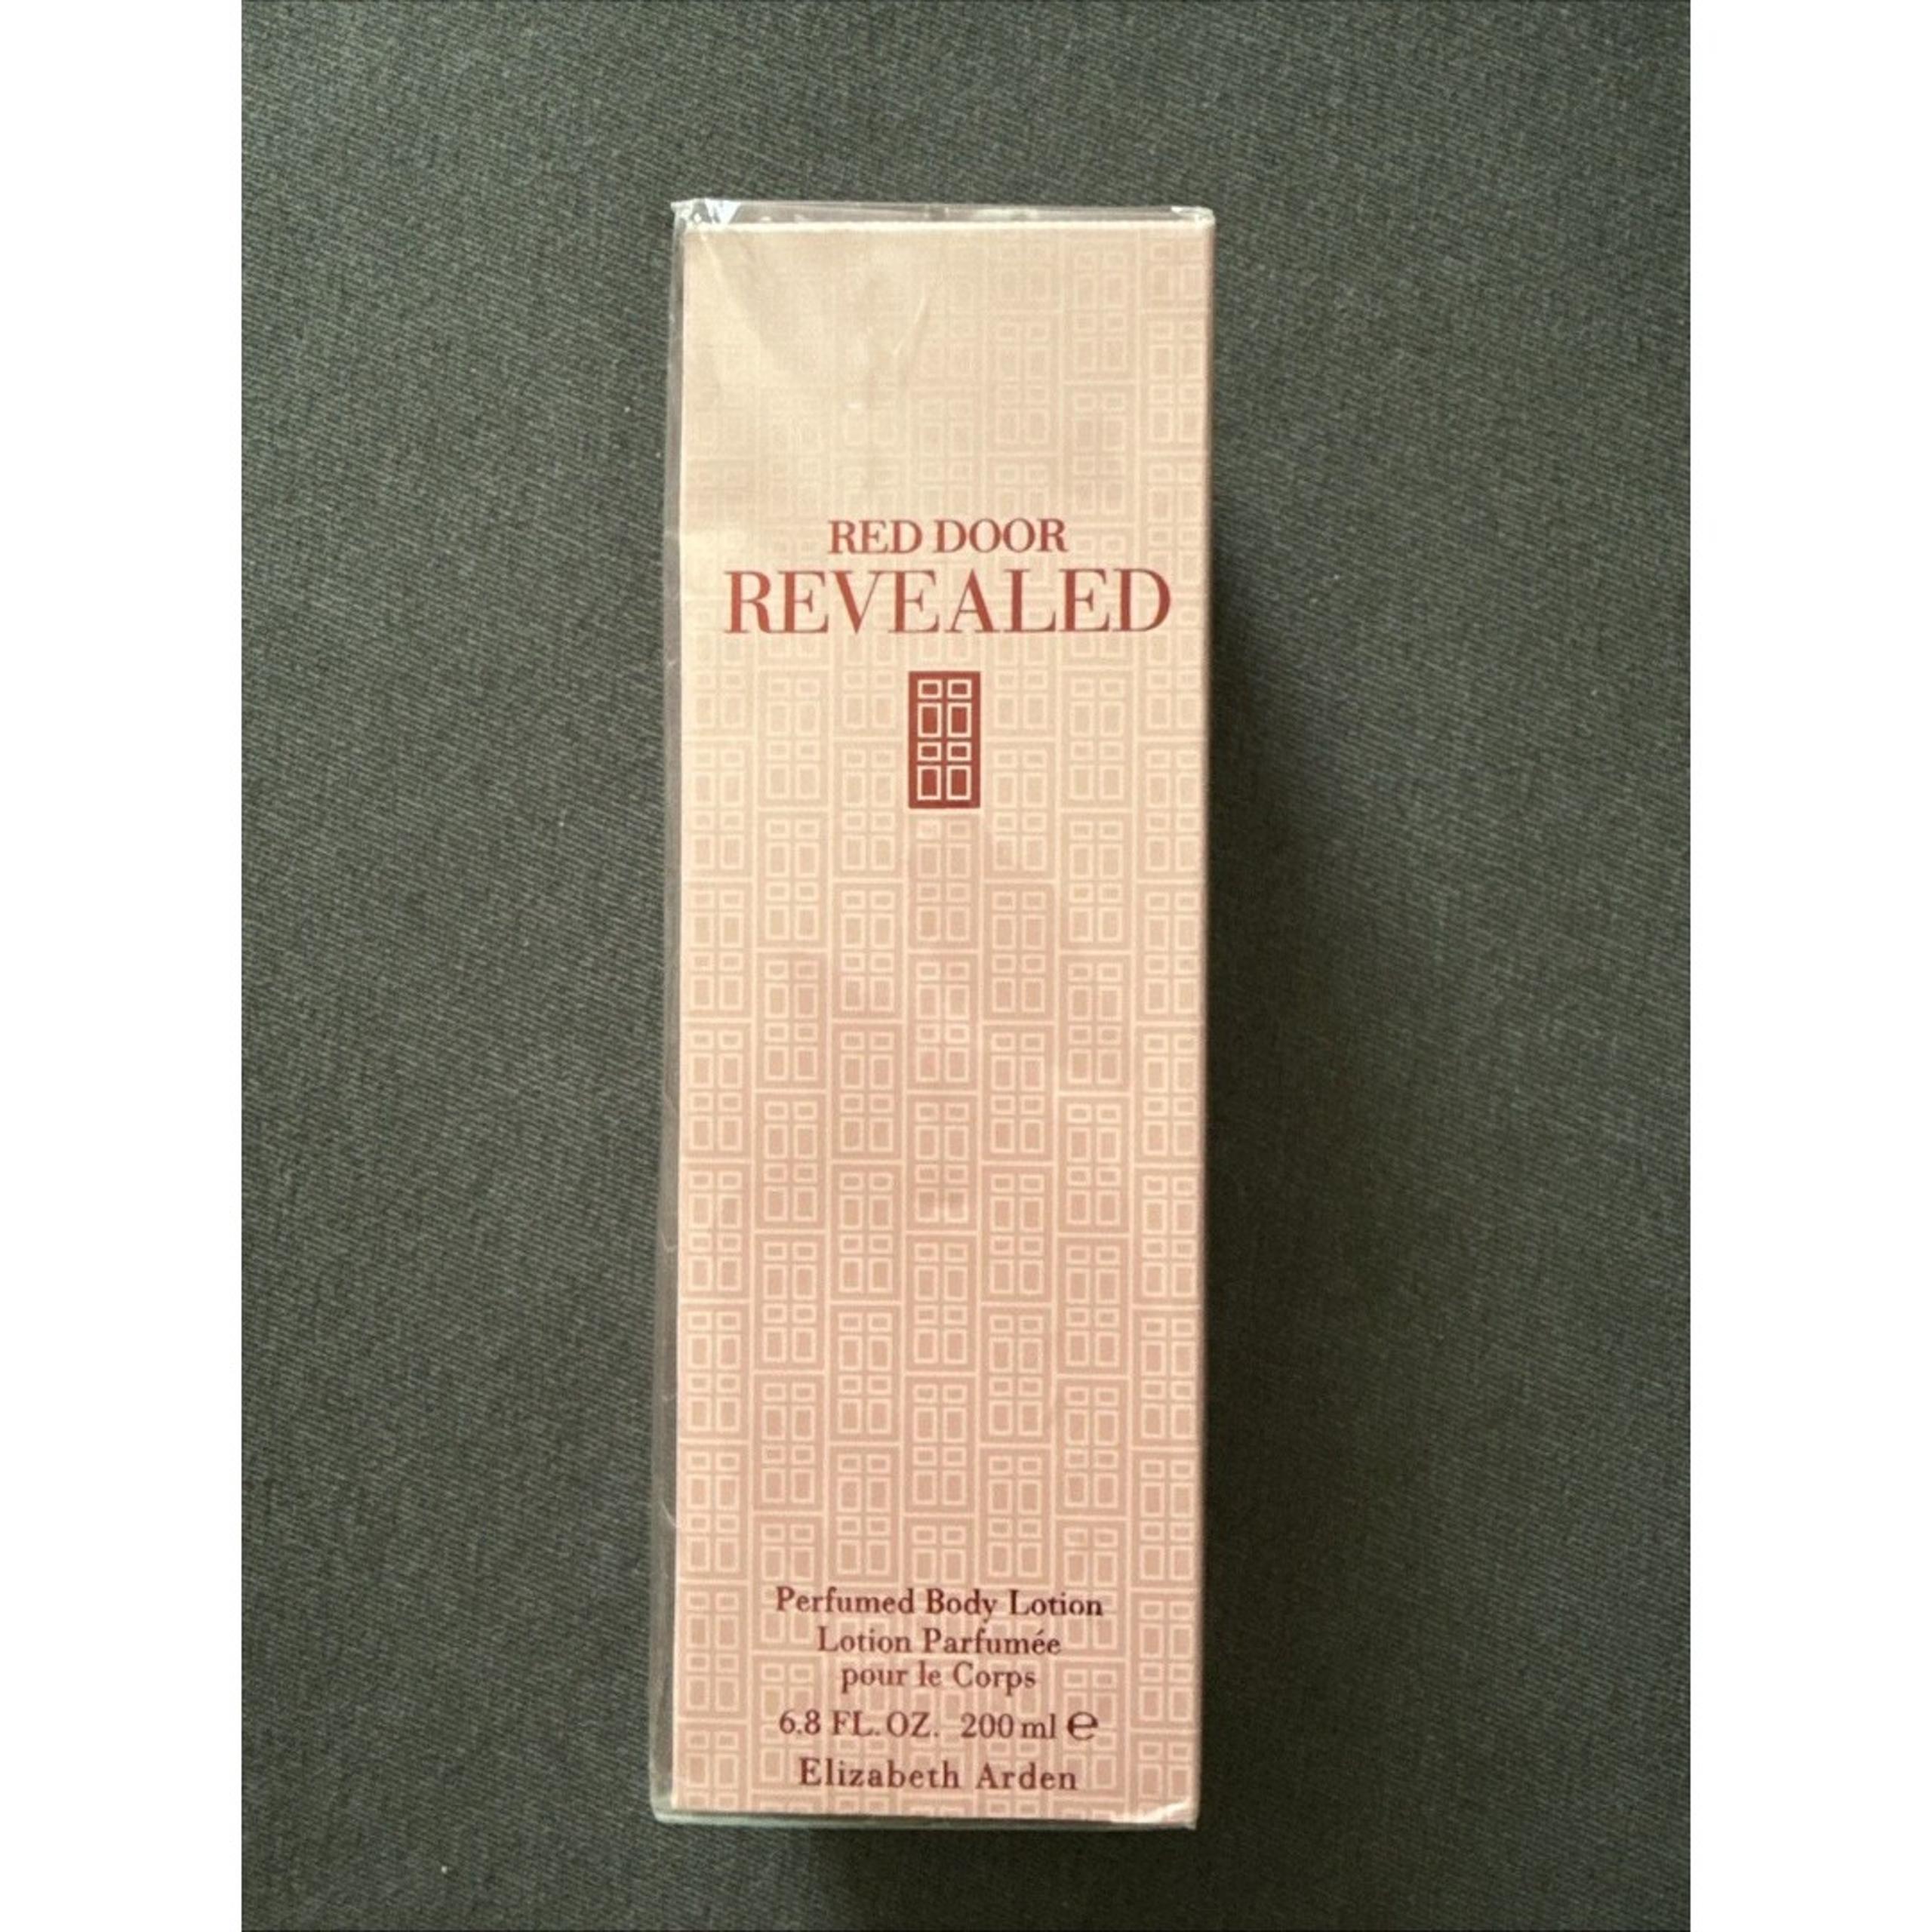 RED DOOR
REVEALED
Perfumed Body Lotion
Lotion Parfumée
pour le Corps
6.8 FL.OZ. 200 ml ℮
Elizabeth Arden